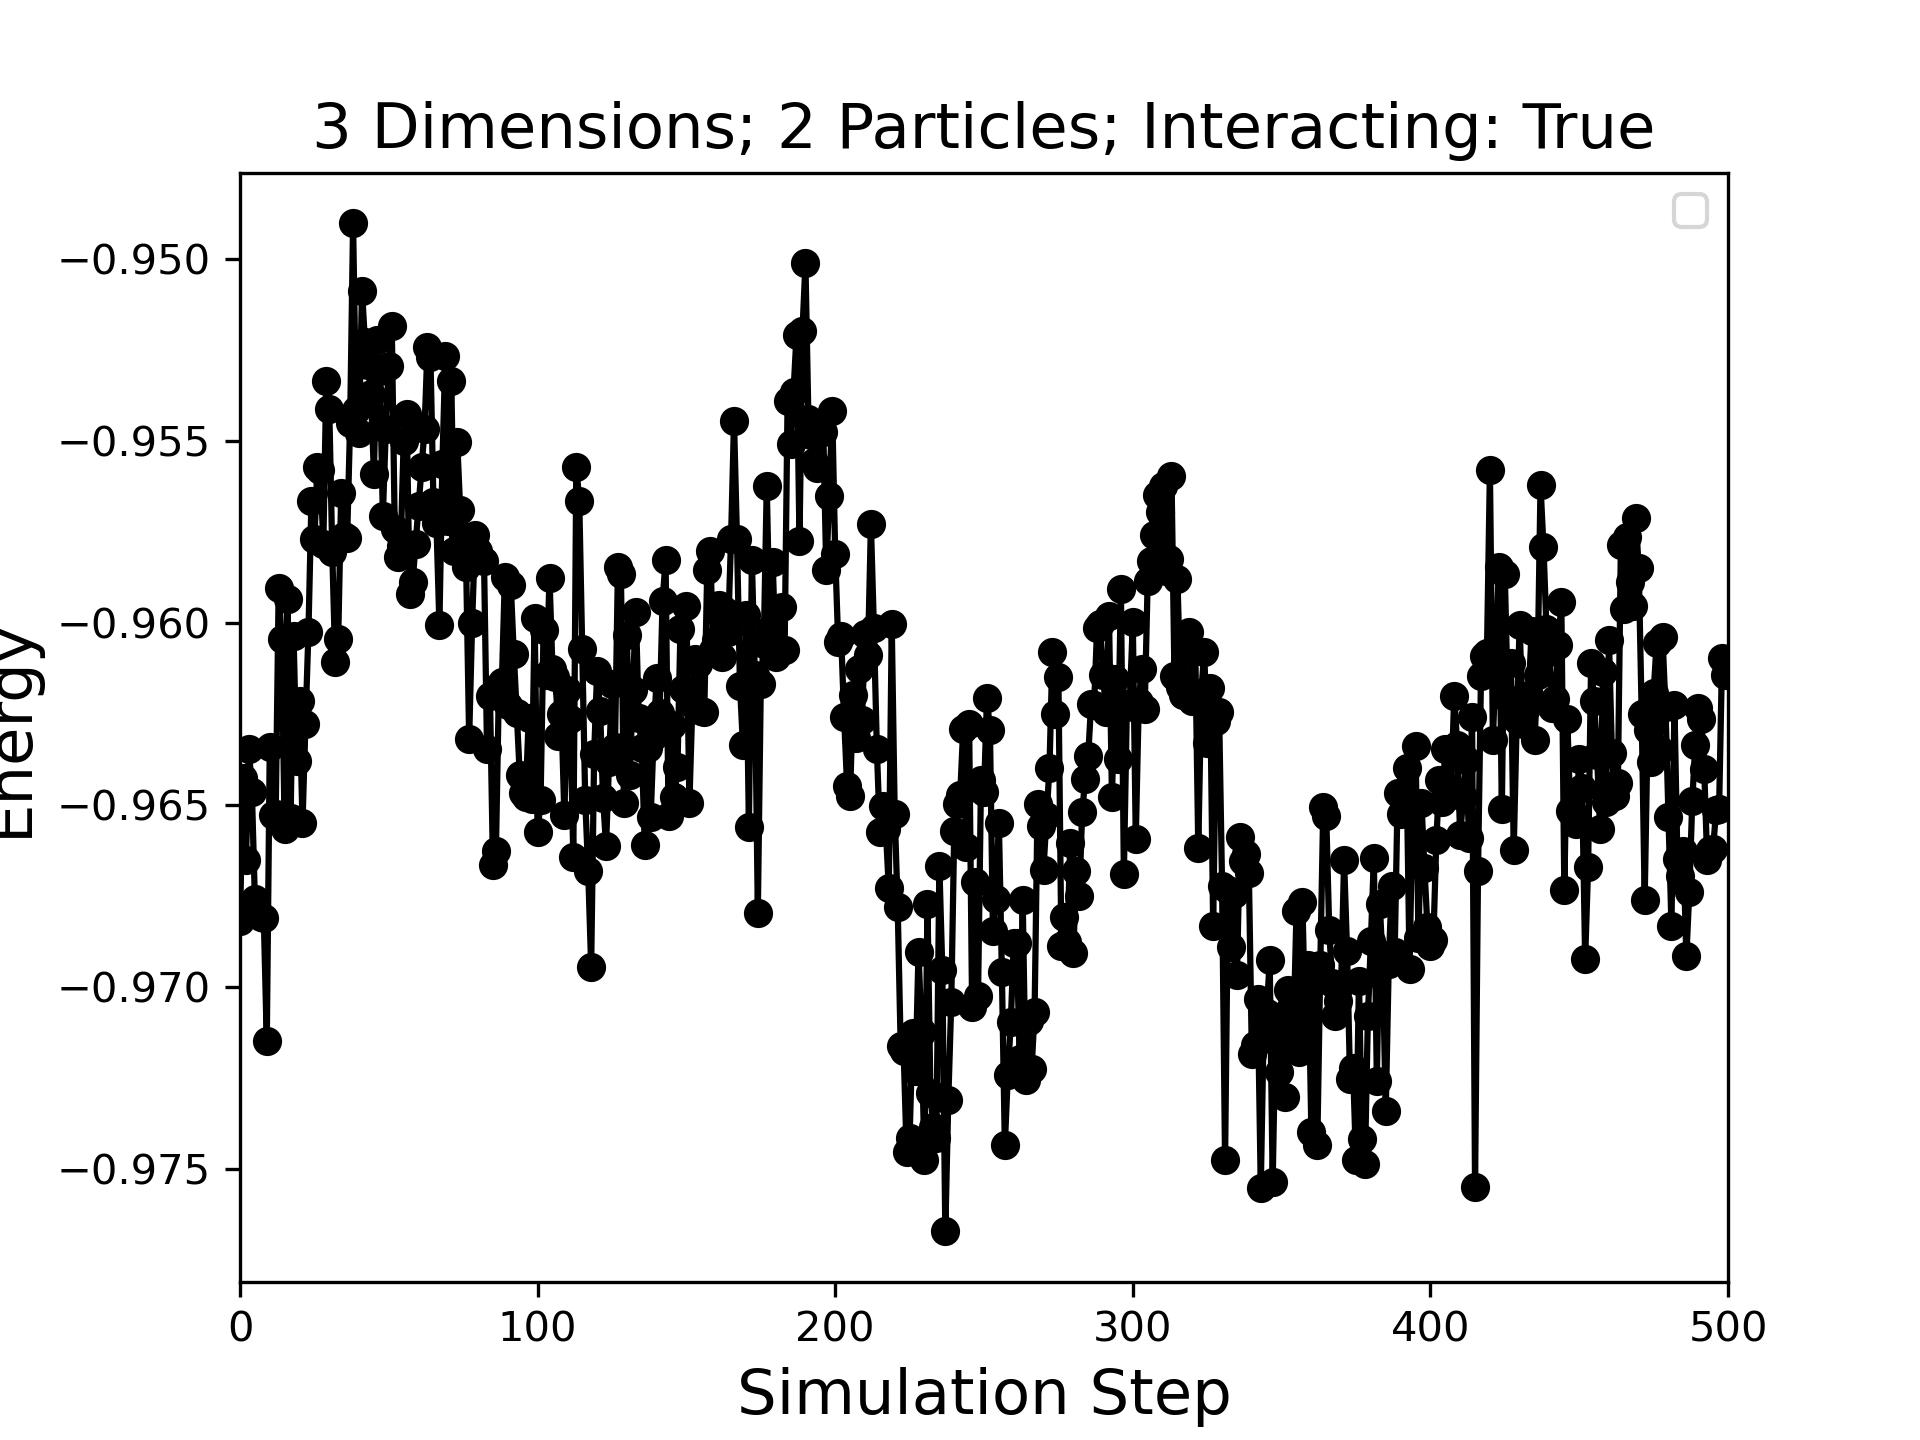 3 Dimensions; 2 Particles; Interacting: True
−0.950
−0.955
−0.960
−0.965
−0.970
−0.975
Energy
0 100 200 300 400 500
Simulation Step